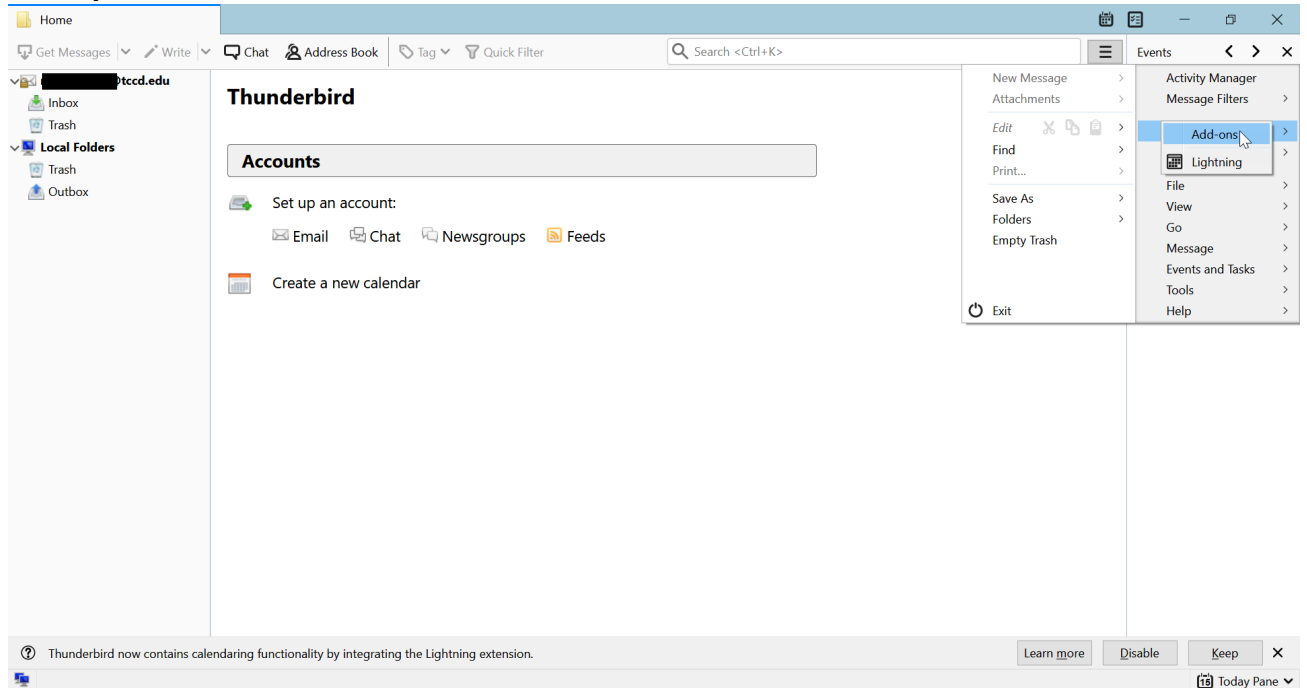 Home
Get Messages Write Chat Address Book Tag Quick Filter Search <Ctrl+K> Events
tccd.edu
Inbox
Trash
Local Folders
Trash
Outbox
Thunderbird
Accounts
Set up an account:
Email Chat Newsgroups Feeds
Create a new calendar
New Message
Attachments
Edit
Find
Print...
Save As
Folders
Empty Trash
Exit
Activity Manager
Message Filters
Add-ons
Lightning
File
View
Go
Message
Events and Tasks
Tools
Help
Thunderbird now contains calendaring functionality by integrating the Lightning extension. Learn more Disable Keep
15 Today Pane